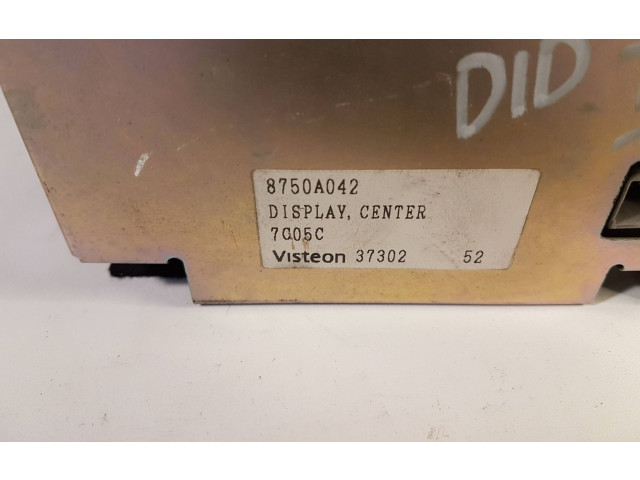 DID
8750A042
DISPLAY, CENTER
7C05C
Visteon 37302 52